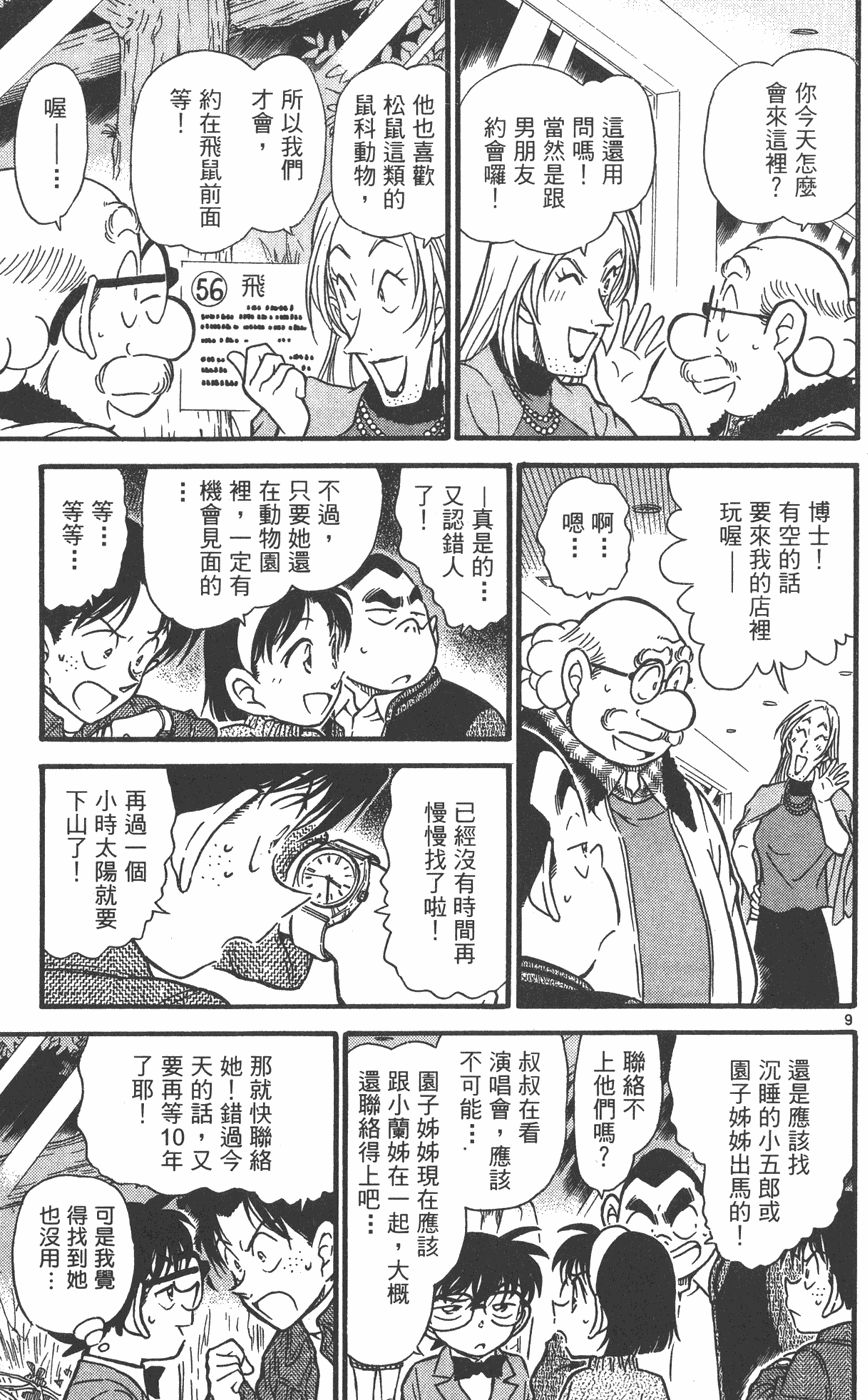 你今天怎麼
會來這裡？
這還用
問嗎！
當然是跟
男朋友
約會囉！
他也喜歡
松鼠這類的
鼠科動物，
所以我們
才會，
約在飛鼠前面
等！
喔——…
56 飛
博士！
有空的話
要來我的店裡
玩喔——
啊…
嗯…
—真是的…
又認錯人
了！
不過，
只要她還
在動物園
裡，一定有
機會見面的
…
等…
等等…
已經沒有時間再
慢慢找了啦！
再過一個
小時太陽就要
下山了！
9
還是應該找
沉睡的小五郎或
園子姊姊出馬的！
聯絡不
上他們嗎？
叔叔在看
演唱會，應該
不可能…
園子姊姊現在應該
跟小蘭姊在一起，大概
還聯絡得上吧…
那就快聯絡
她！錯過今
天的話，又
要再等10年
了耶！
可是我覺
得找到她
也沒用…